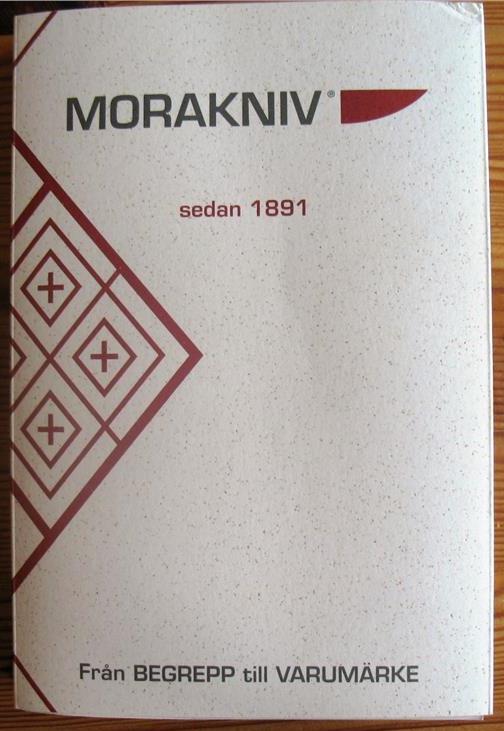 MORAKNIV®
sedan 1891
Från BEGREPP till VARUMÄRKE